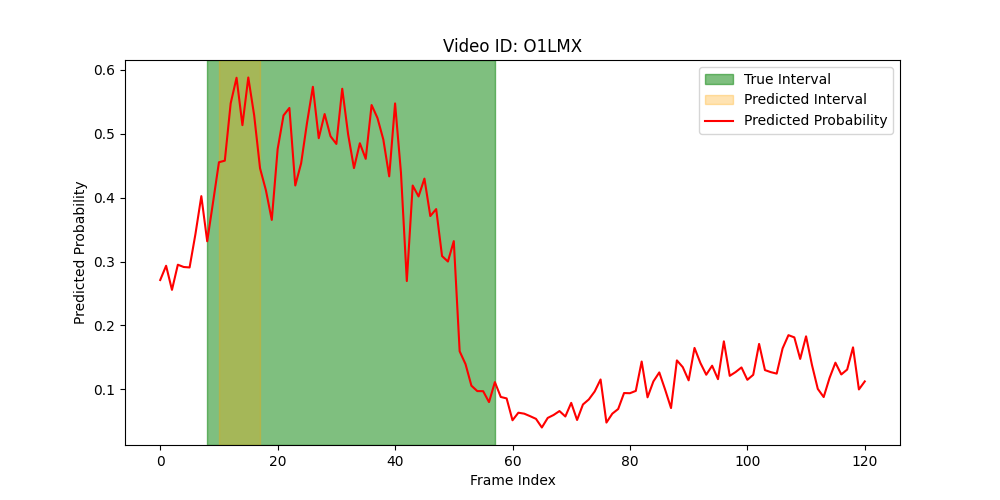 Video ID: O1LMX
True Interval
Predicted Interval
Predicted Probability
Predicted Probability
0.6
0.5
0.4
0.3
0.2
0.1
0 20 40 60 80 100 120
Frame Index